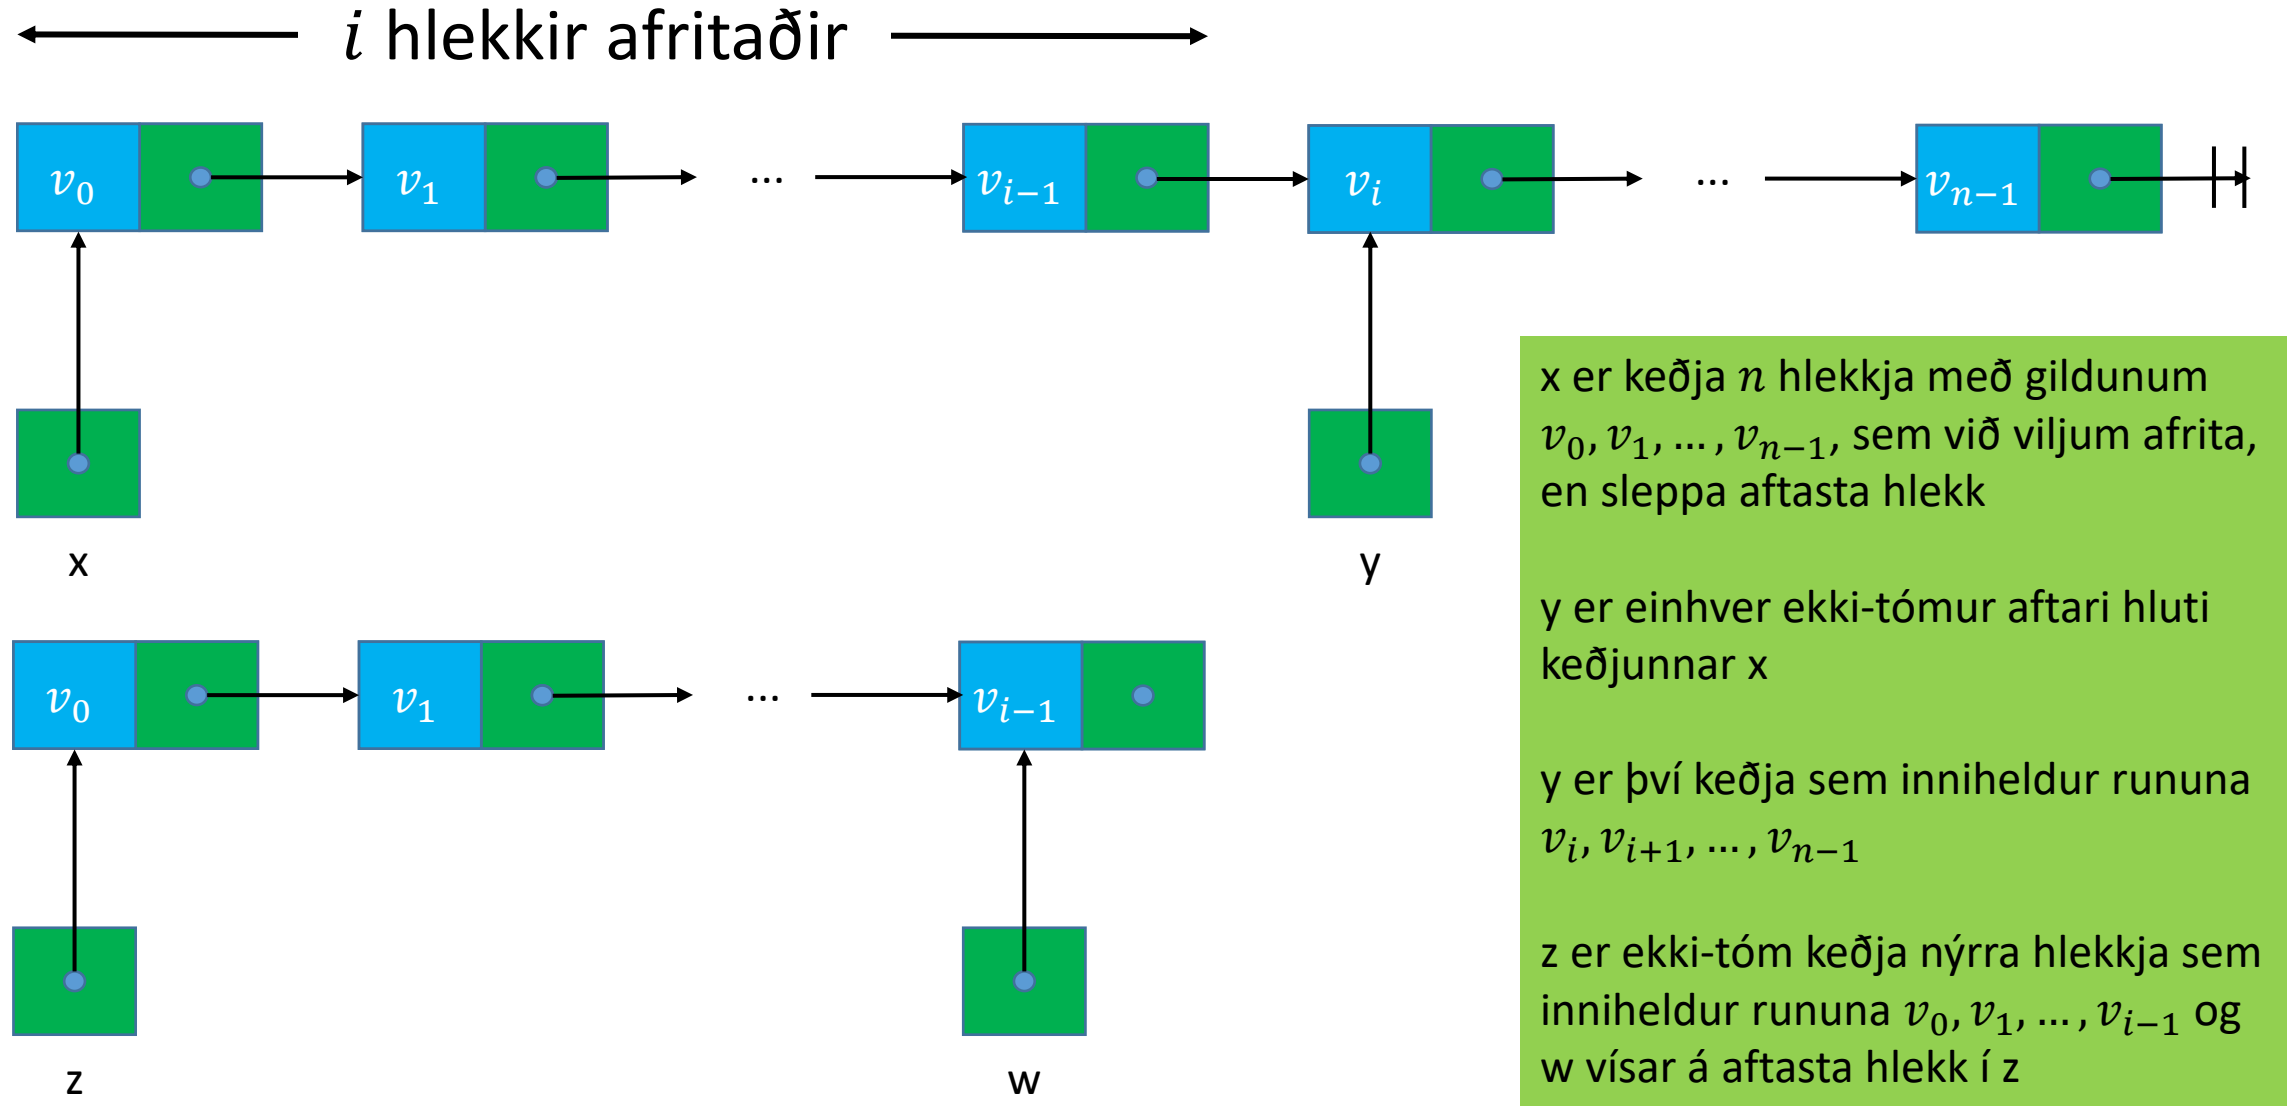 i hlekkir afritaðir
v₀ v₁ ... vᵢ₋₁ vᵢ ... vₙ₋₁
x y
v₀ v₁ ... vᵢ₋₁
z w
x er keðja n hlekkja með gildunum
v₀, v₁, … , vₙ₋₁, sem við viljum afrita,
en sleppa aftasta hlekk
y er einhver ekki-tómur aftari hluti
keðjunnar x
y er því keðja sem inniheldur rununa
vᵢ, vᵢ₊₁, … , vₙ₋₁
z er ekki-tóm keðja nýrra hlekkja sem
inniheldur rununa v₀, v₁, … , vᵢ₋₁ og
w vísar á aftasta hlekk í z